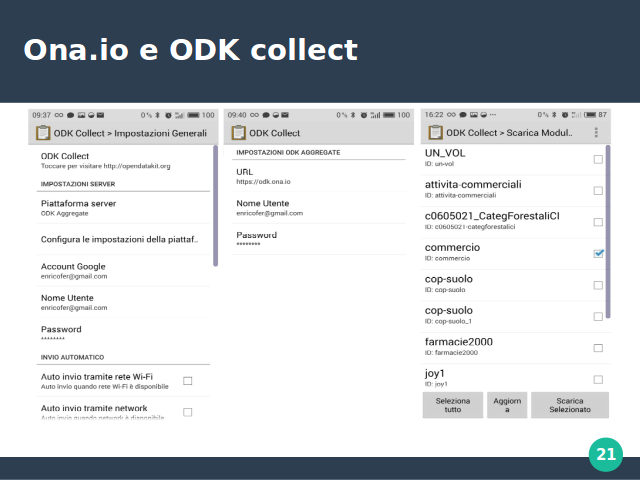 Ona.io e ODK collect
09:37 0% 100
ODK Collect > Impostazioni Generali
ODK Collect
Toccare per visitare http://opendatakit.org
IMPOSTAZIONI SERVER
Piattaforma server
ODK Aggregate
Configura le impostazioni della piattaf..
Account Google
enricofer@gmail.com
Nome Utente
enricofer@gmail.com
Password
********
INVIO AUTOMATICO
Auto invio tramite rete Wi-Fi
Auto invio quando rete Wi-Fi è disponibile
Auto invio tramite network
Auto invio quando network è disponibile
09:40 0% 100
ODK Collect
IMPOSTAZIONI ODK AGGREGATE
URL
https://odk.ona.io
Nome Utente
enricofer@gmail.com
Password
********
16:22 ... 0% 87
ODK Collect > Scarica Modul..
UN_VOL
ID: un-vol
attivita-commerciali
ID: attivita-commerciali
c0605021_CategForestaliCI
ID: c0605021-categforestalici
commercio
ID: commercio
cop-suolo
ID: cop-suolo
cop-suolo
ID: cop-suolo_1
farmacie2000
ID: farmacie2000
joy1
ID: joy1
Seleziona tutto
Aggiorna
Scarica Selezionato
21